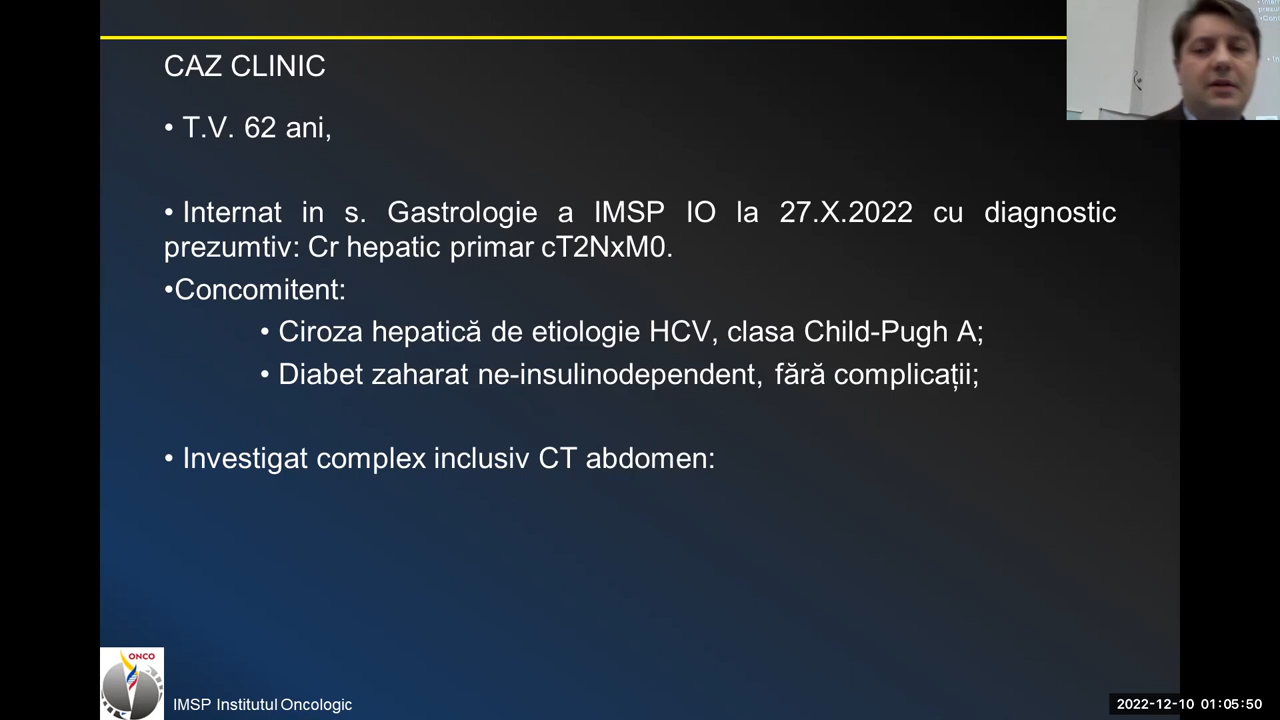 CAZ CLINIC
• T.V. 62 ani,
• Internat in s. Gastrologie a IMSP IO la 27.X.2022 cu diagnostic
prezumtiv: Cr hepatic primar cT2NxM0.
•Concomitent:
• Ciroza hepatică de etiologie HCV, clasa Child-Pugh A;
• Diabet zaharat ne-insulinodependent, fără complicații;
• Investigat complex inclusiv CT abdomen:
ONCO
IMSP Institutul Oncologic
2022-12-10 01:05:50